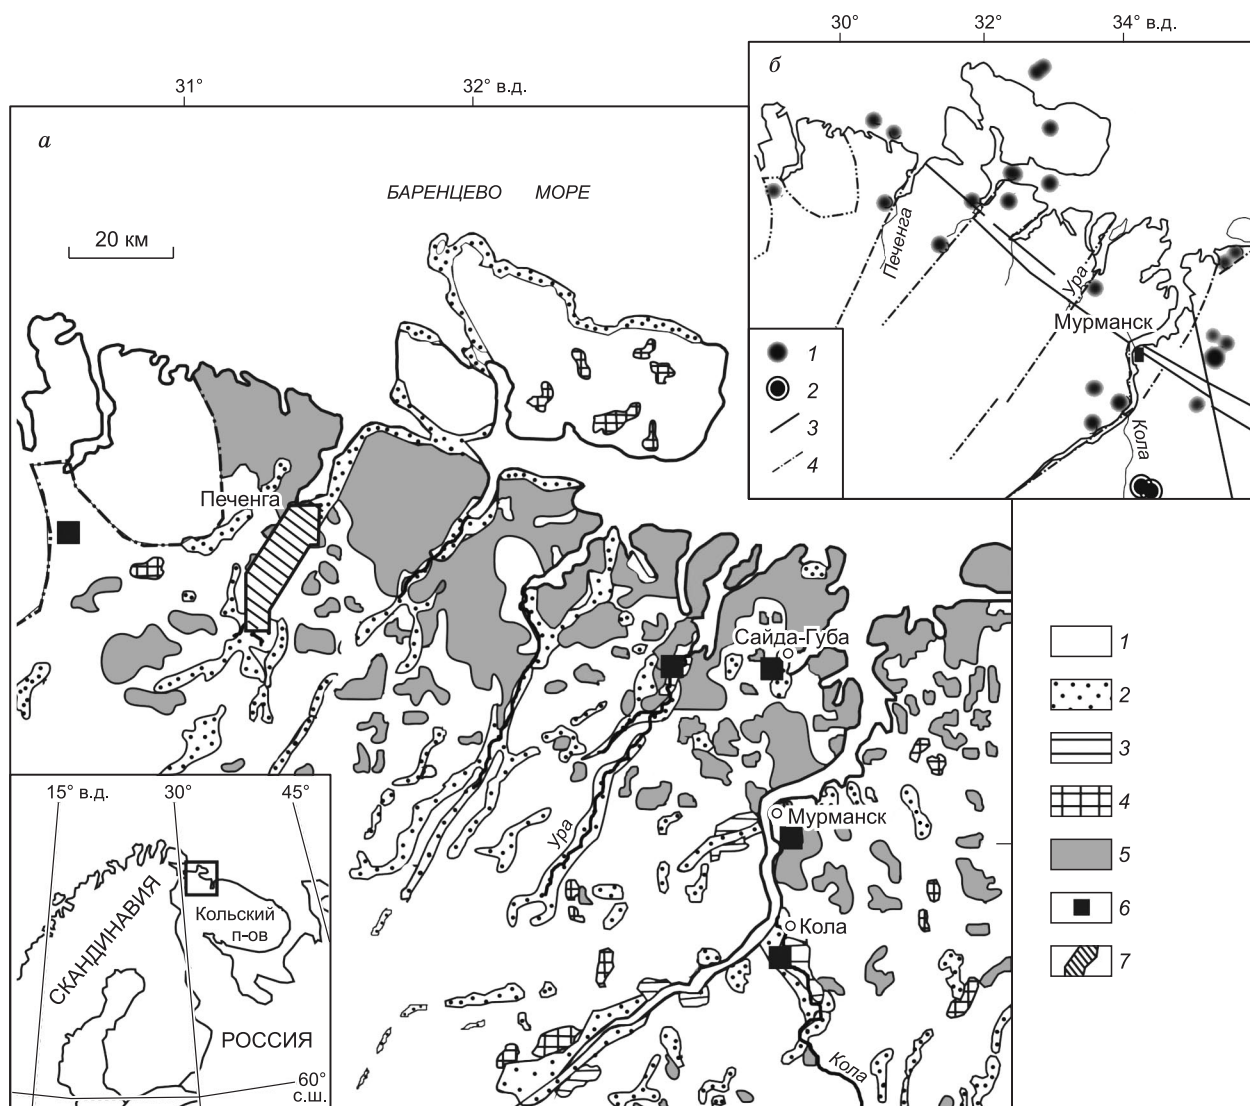 30°
32°
34° в.д.
31°
32° в.д.
а
б
БАРЕНЦЕВО МОРЕ
20 км
Печенга
Ура
Мурманск
Кола
1
2
3
4
Печенга
Сайда-Губа
Ура
Мурманск
Кола
Кола
1
2
3
4
5
6
7
15° в.д.
30°
45°
СКАНДИНАВИЯ
Кольский
п-ов
РОССИЯ
60°
с.ш.